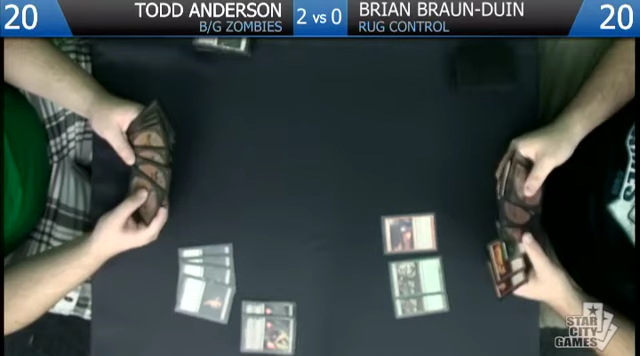 20
TODD ANDERSON
B/G ZOMBIES
2 vs 0
BRIAN BRAUN-DUIN
RUG CONTROL
20
STAR CITY
GAMES